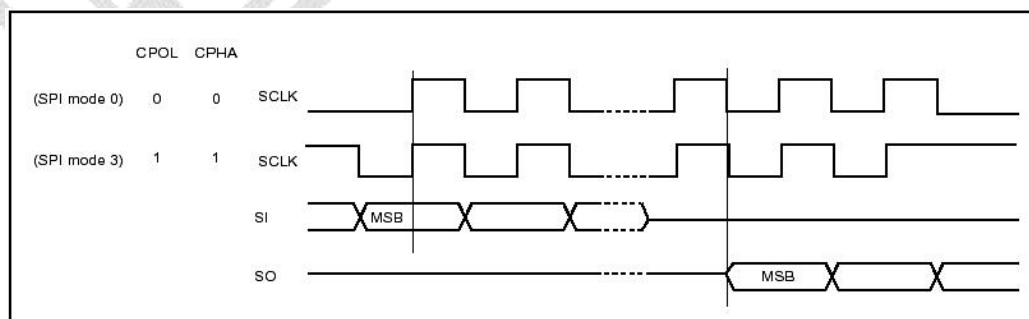 CPOL CPHA
(SPI mode 0) 0 0 SCLK
(SPI mode 3) 1 1 SCLK
SI MSB
SO MSB